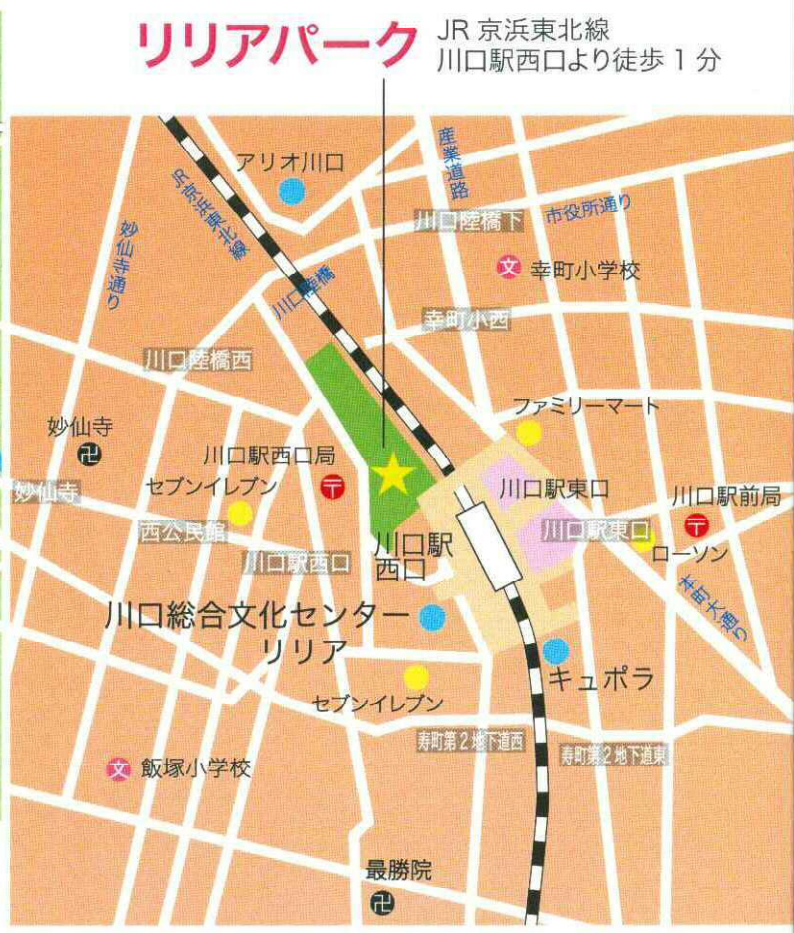 リリアパーク
JR 京浜東北線
川口駅西口より徒歩 1 分
産業道路
アリオ川口
JR京浜東北線
市役所通り
川口陸橋下
妙仙寺通り
文 幸町小学校
川口陸橋
幸町小西
川口陸橋西
ファミリーマート
妙仙寺
卍
川口駅西口局
〒
セブンイレブン
妙仙寺
川口駅東口
川口駅前局
〒
西公民館
川口駅東口
川口駅
西口
川口駅西口
ローソン
本町大通り
川口総合文化センター
リリア
キュポラ
セブンイレブン
寿町第2地下道西
寿町第2地下道東
文 飯塚小学校
最勝院
卍